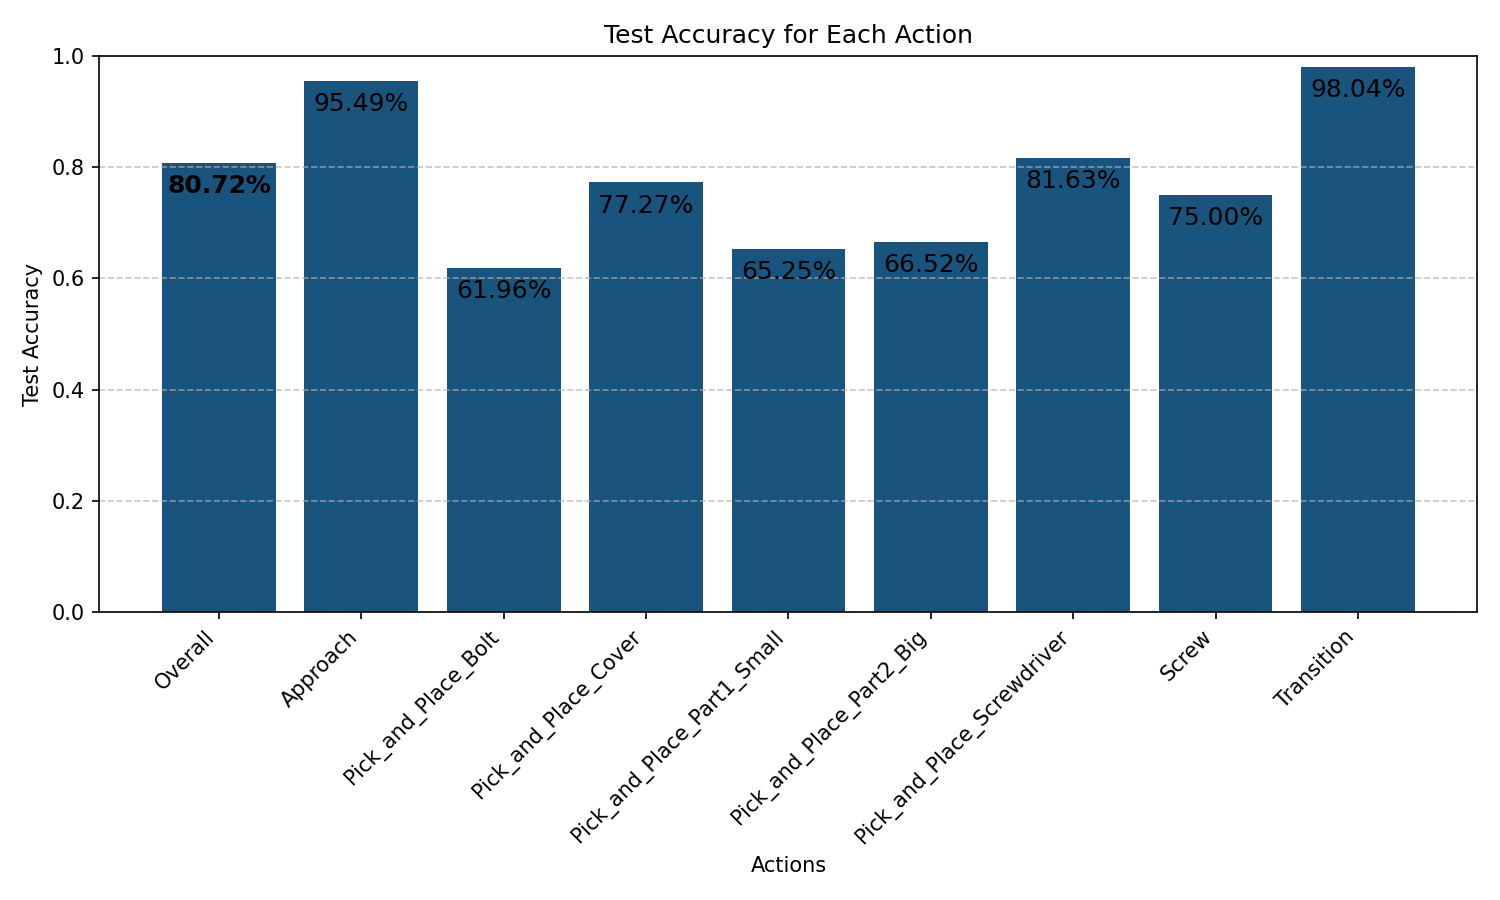 Test Accuracy for Each Action
Test Accuracy
1.0
0.8
0.6
0.4
0.2
0.0
80.72%
95.49%
61.96%
77.27%
65.25%
66.52%
81.63%
75.00%
98.04%
Overall
Approach
Pick_and_Place_Bolt
Pick_and_Place_Cover
Pick_and_Place_Part1_Small
Pick_and_Place_Part2_Big
Pick_and_Place_Screwdriver
Screw
Transition
Actions